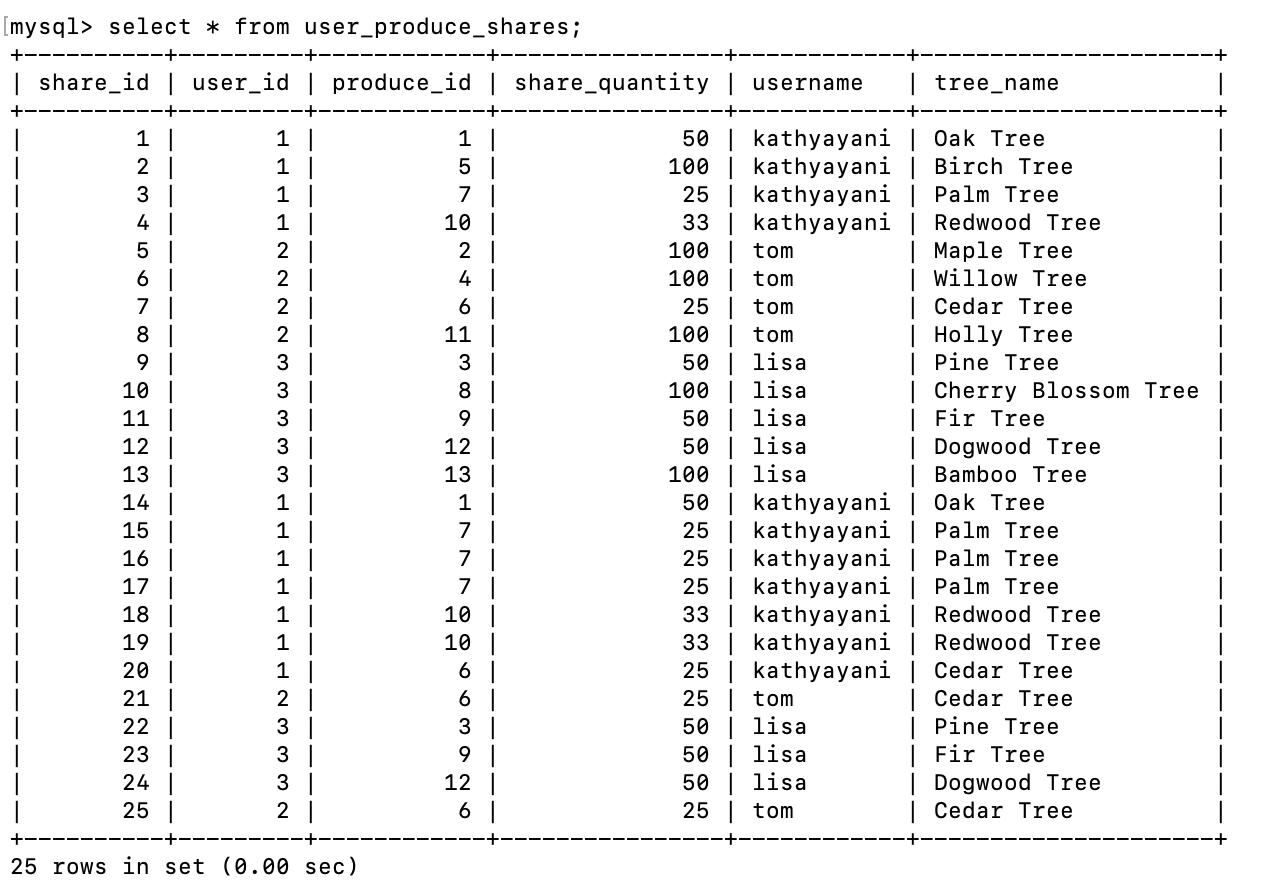 [mysql> select * from user_produce_shares;
+----------+---------+------------+----------------+------------+---------------------+
| share_id | user_id | produce_id | share_quantity | username   | tree_name           |
+----------+---------+------------+----------------+------------+---------------------+
|        1 |       1 |          1 |             50 | kathyayani | Oak Tree            |
|        2 |       1 |          5 |            100 | kathyayani | Birch Tree          |
|        3 |       1 |          7 |             25 | kathyayani | Palm Tree           |
|        4 |       1 |         10 |             33 | kathyayani | Redwood Tree        |
|        5 |       2 |          2 |            100 | tom        | Maple Tree          |
|        6 |       2 |          4 |            100 | tom        | Willow Tree         |
|        7 |       2 |          6 |             25 | tom        | Cedar Tree          |
|        8 |       2 |         11 |            100 | tom        | Holly Tree          |
|        9 |       3 |          3 |             50 | lisa       | Pine Tree           |
|       10 |       3 |          8 |            100 | lisa       | Cherry Blossom Tree |
|       11 |       3 |          9 |             50 | lisa       | Fir Tree            |
|       12 |       3 |         12 |             50 | lisa       | Dogwood Tree        |
|       13 |       3 |         13 |            100 | lisa       | Bamboo Tree         |
|       14 |       1 |          1 |             50 | kathyayani | Oak Tree            |
|       15 |       1 |          7 |             25 | kathyayani | Palm Tree           |
|       16 |       1 |          7 |             25 | kathyayani | Palm Tree           |
|       17 |       1 |          7 |             25 | kathyayani | Palm Tree           |
|       18 |       1 |         10 |             33 | kathyayani | Redwood Tree        |
|       19 |       1 |         10 |             33 | kathyayani | Redwood Tree        |
|       20 |       1 |          6 |             25 | kathyayani | Cedar Tree          |
|       21 |       2 |          6 |             25 | tom        | Cedar Tree          |
|       22 |       3 |          3 |             50 | lisa       | Pine Tree           |
|       23 |       3 |          9 |             50 | lisa       | Fir Tree            |
|       24 |       3 |         12 |             50 | lisa       | Dogwood Tree        |
|       25 |       2 |          6 |             25 | tom        | Cedar Tree          |
+----------+---------+------------+----------------+------------+---------------------+
25 rows in set (0.00 sec)